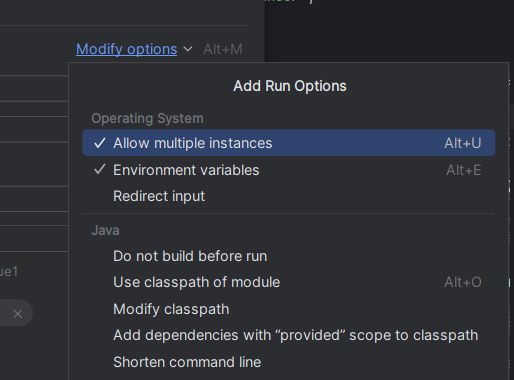 Modify options Alt+M
Add Run Options
Operating System
Allow multiple instances Alt+U
Environment variables Alt+E
Redirect input
Java
Do not build before run
ue1
Use classpath of module Alt+O
Modify classpath
Add dependencies with “provided” scope to classpath
Shorten command line